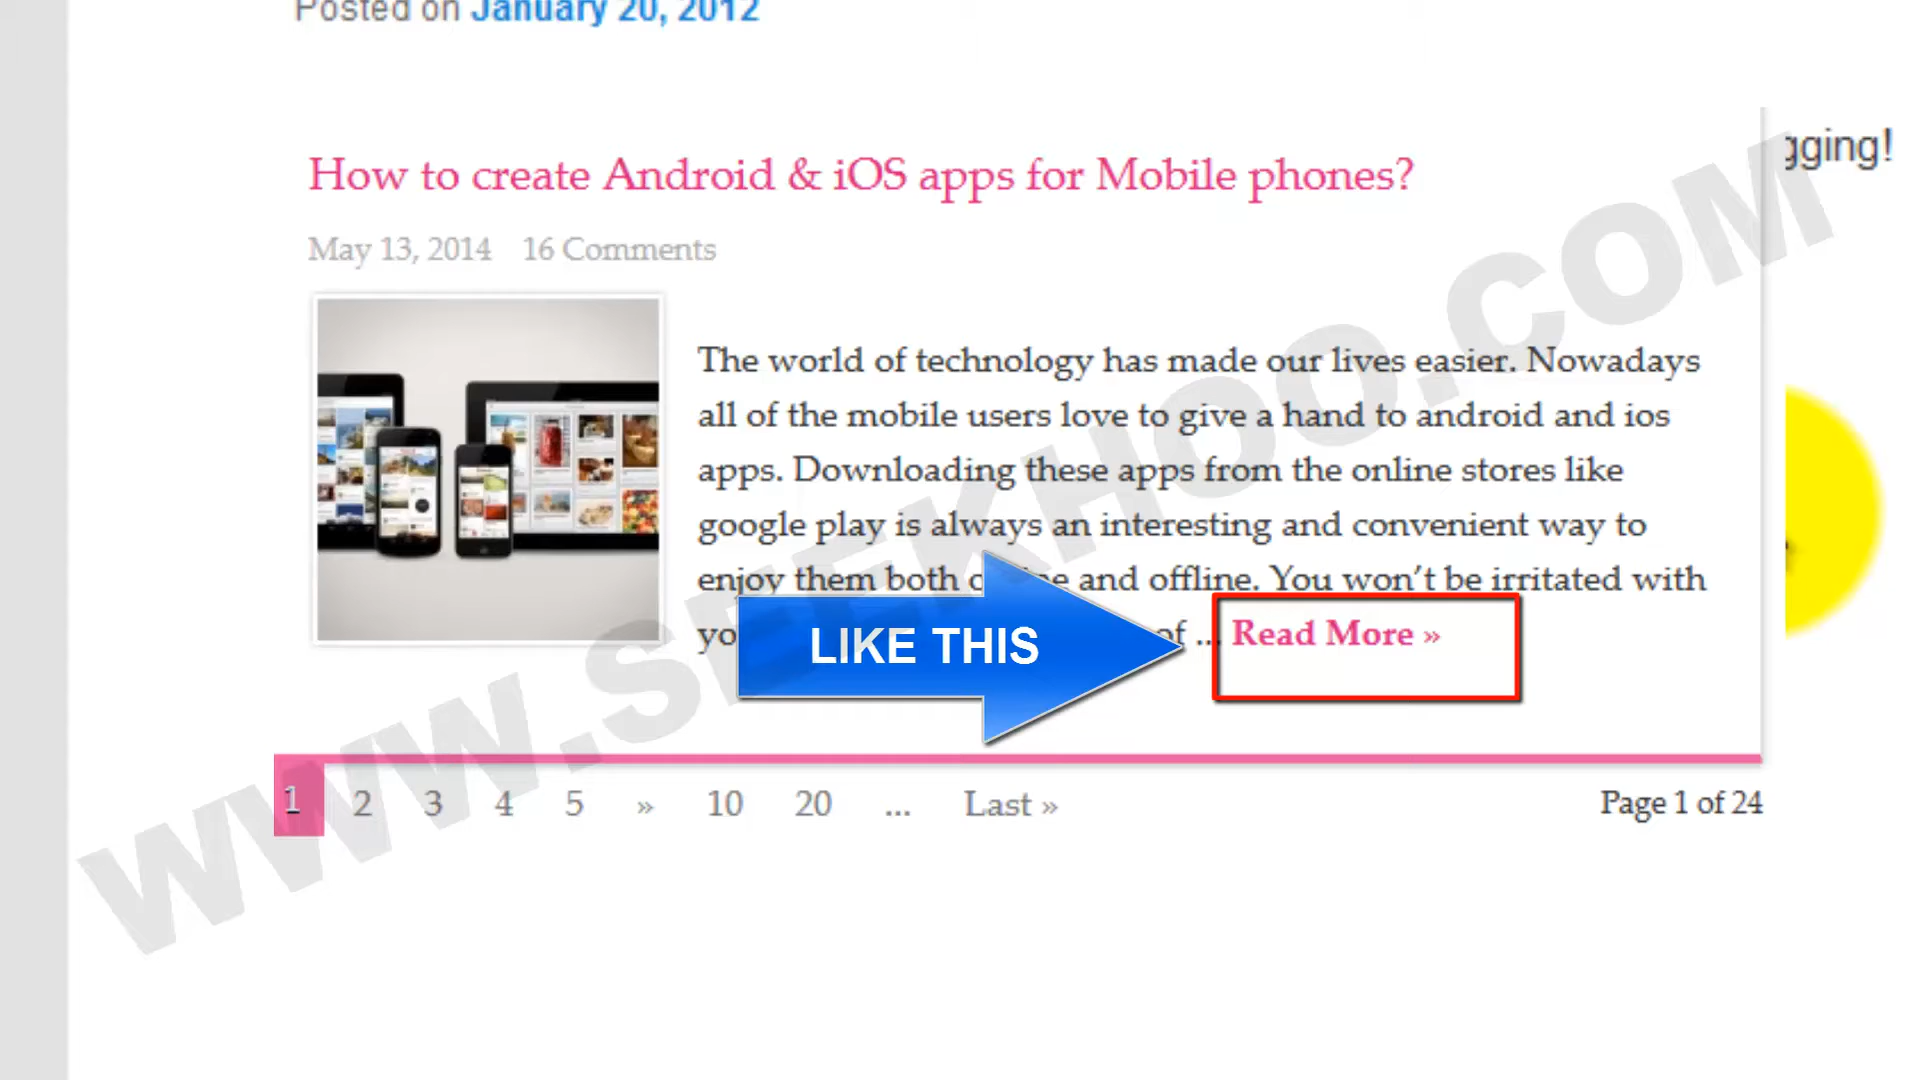 Posted on January 20, 2012
gging!
How to create Android & iOS apps for Mobile phones?
May 13, 2014 16 Comments
The world of technology has made our lives easier. Nowadays
all of the mobile users love to give a hand to android and ios
apps. Downloading these apps from the online stores like
google play is always an interesting and convenient way to
enjoy them both and offline. You won't be irritated with
of ... Read More »
LIKE THIS
1 2 3 4 5 » 10 20 ... Last »
Page 1 of 24
WWW.SEEKHOO.COM